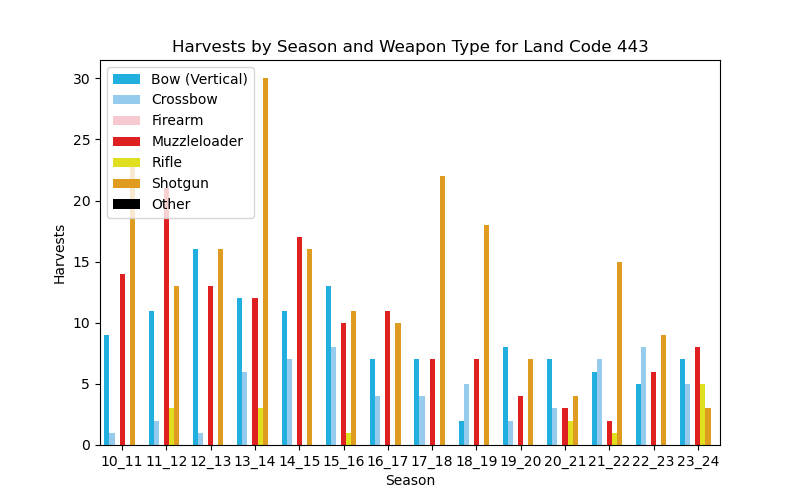 Harvests by Season and Weapon Type for Land Code 443
30
25
20
15
10
5
0
Harvests
Bow (Vertical)
Crossbow
Firearm
Muzzleloader
Rifle
Shotgun
Other
10_11 11_12 12_13 13_14 14_15 15_16 16_17 17_18 18_19 19_20 20_21 21_22 22_23 23_24
Season